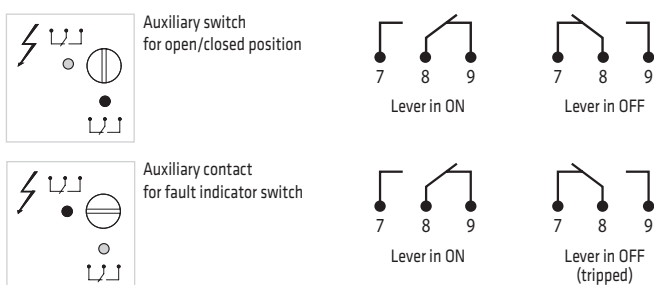 Auxiliary switch
for open/closed position
7 8 9
Lever in ON
7 8 9
Lever in OFF
Auxiliary contact
for fault indicator switch
7 8 9
Lever in ON
7 8 9
Lever in OFF
(tripped)